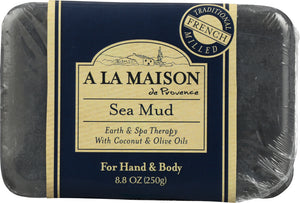 TRADITIONAL
FRENCH
MILLED
A LA MAISON
de Provence
Sea Mud
Earth & Spa Therapy
With Coconut & Olive Oils
For Hand & Body
8.8 OZ (250g)